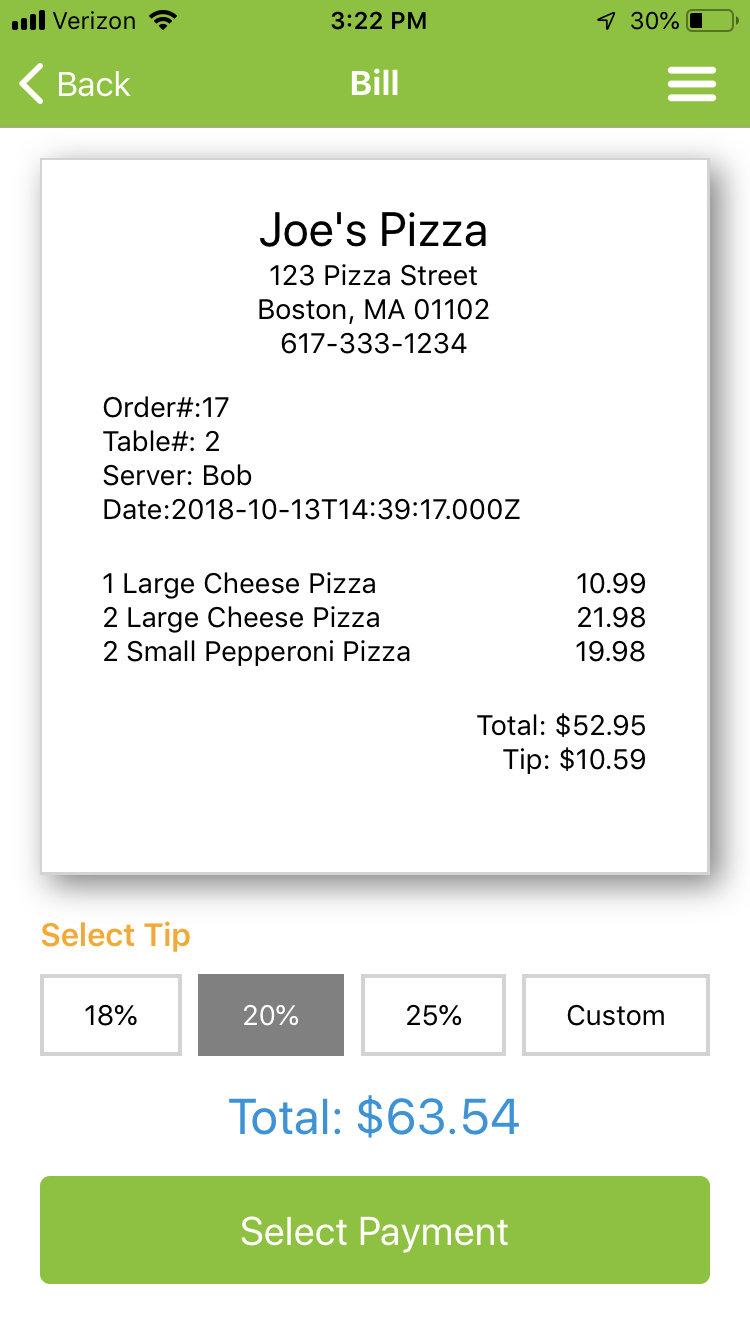 Verizon 3:22 PM 30%
Back Bill
Joe's Pizza
123 Pizza Street
Boston, MA 01102
617-333-1234
Order#:17
Table#: 2
Server: Bob
Date:2018-10-13T14:39:17.000Z
1 Large Cheese Pizza 10.99
2 Large Cheese Pizza 21.98
2 Small Pepperoni Pizza 19.98
Total: $52.95
Tip: $10.59
Select Tip
18% 20% 25% Custom
Total: $63.54
Select Payment